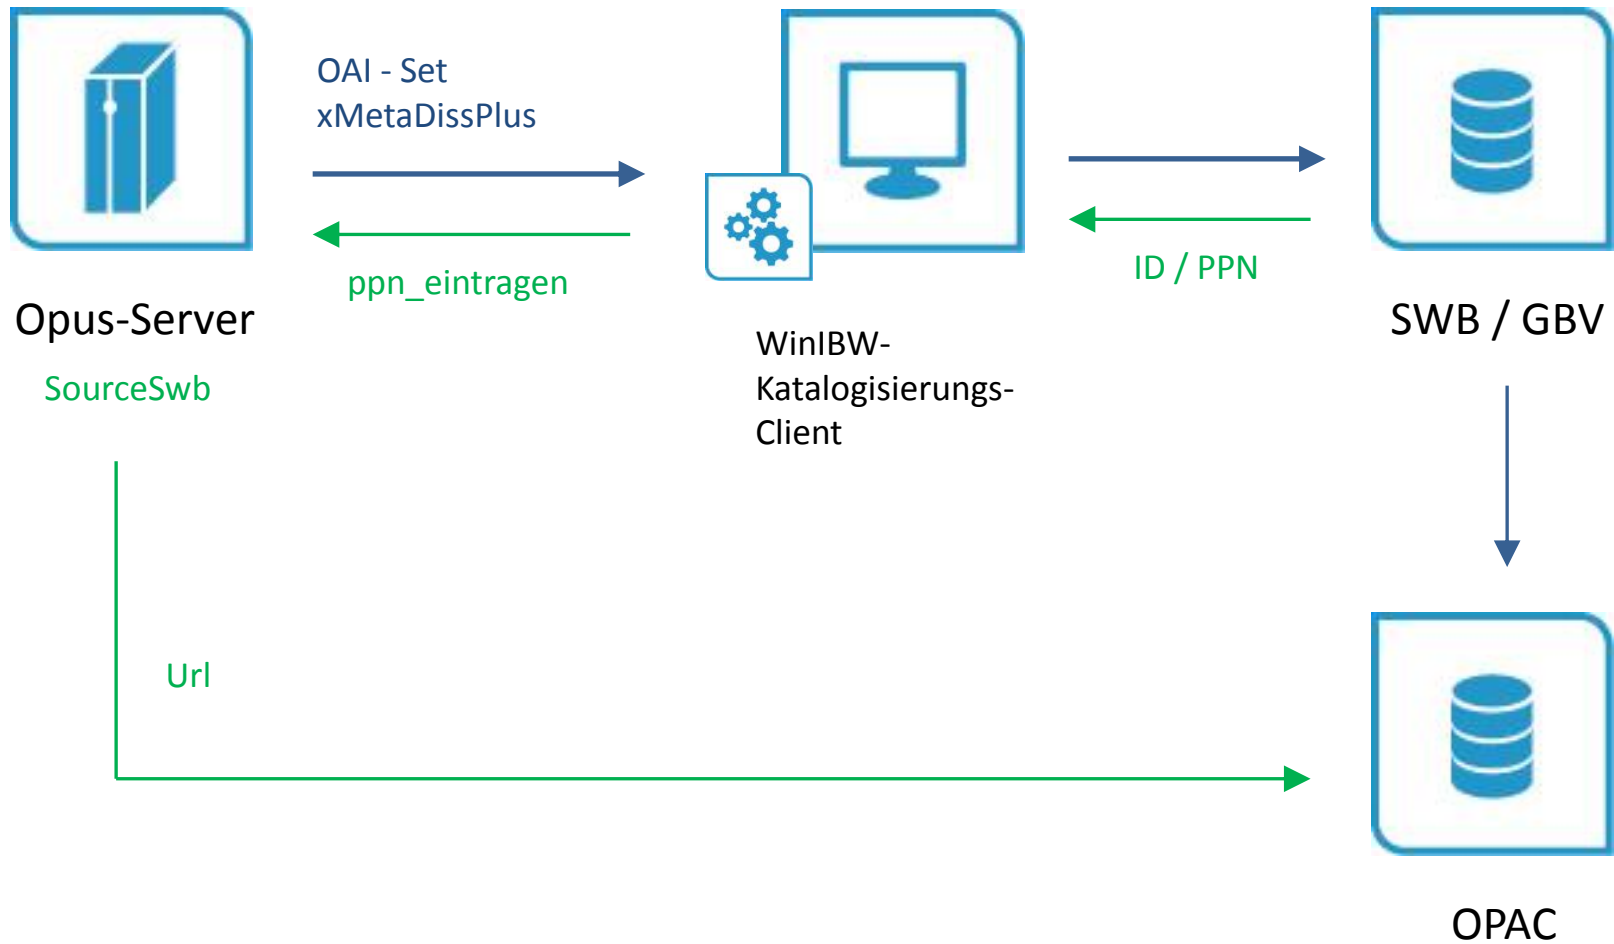 OAI - Set
xMetaDissPlus
ppn_eintragen
ID / PPN
Opus-Server
SourceSwb
WinIBW-
Katalogisierungs-
Client
SWB / GBV
Url
OPAC